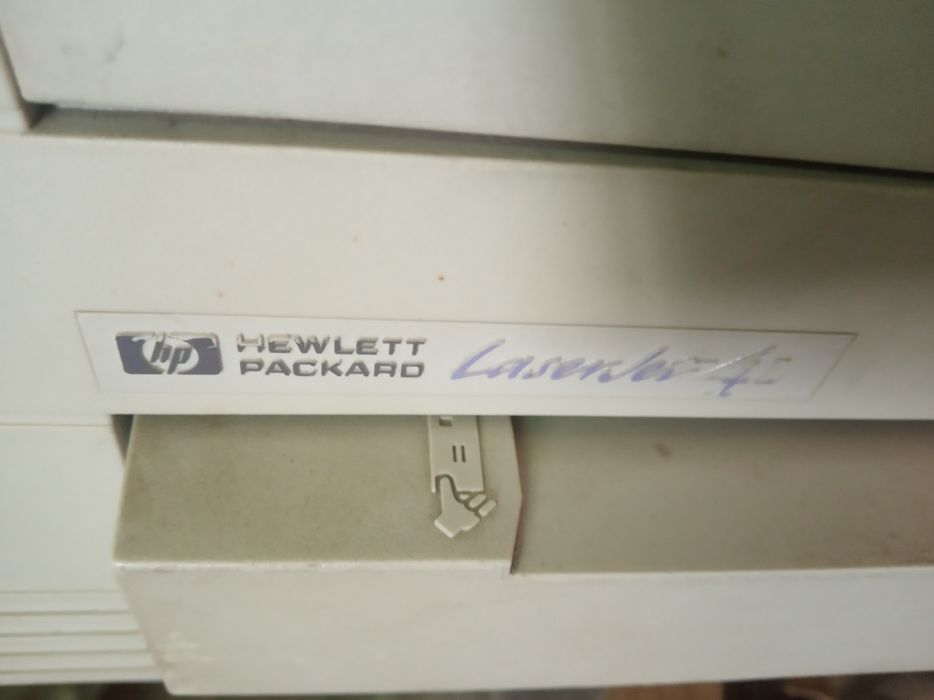 hp HEWLETT
PACKARD
LaserJet 4L